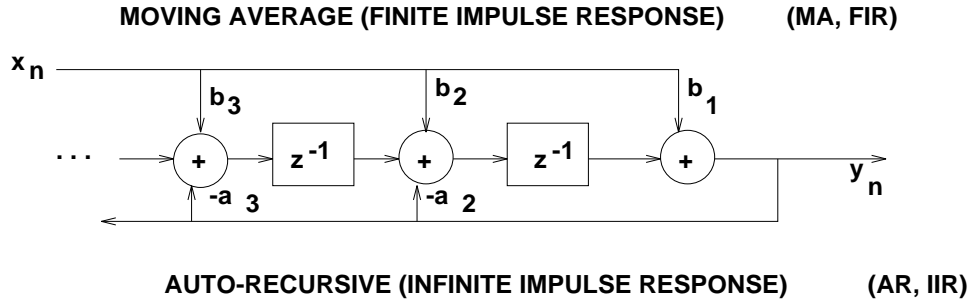 MOVING AVERAGE (FINITE IMPULSE RESPONSE) (MA, FIR)
x n
b 3 b 2 b 1
... + z -1 + z -1 +
-a 3 -a 2 y n
AUTO-RECURSIVE (INFINITE IMPULSE RESPONSE) (AR, IIR)